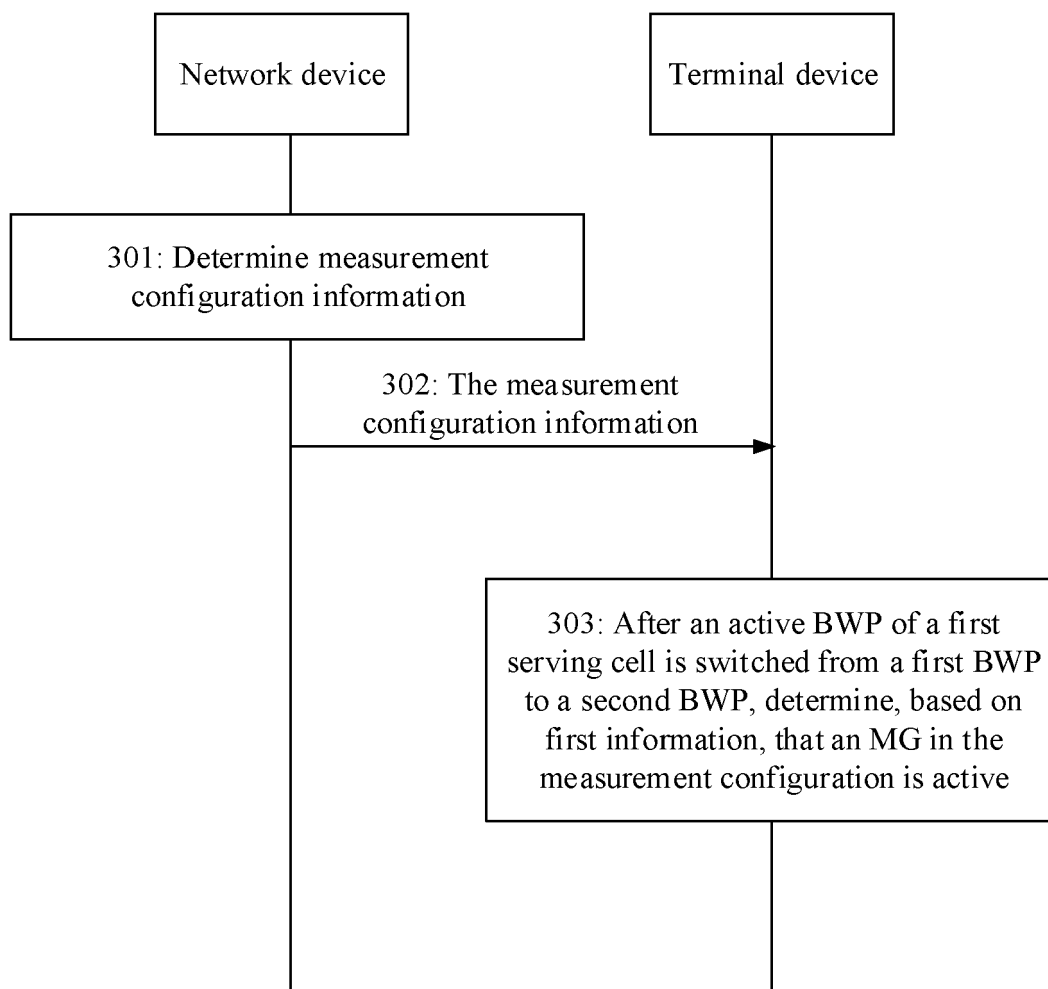 Network device
Terminal device
301: Determine measurement
configuration information
302: The measurement
configuration information
303: After an active BWP of a first
serving cell is switched from a first BWP
to a second BWP, determine, based on
first information, that an MG in the
measurement configuration is active